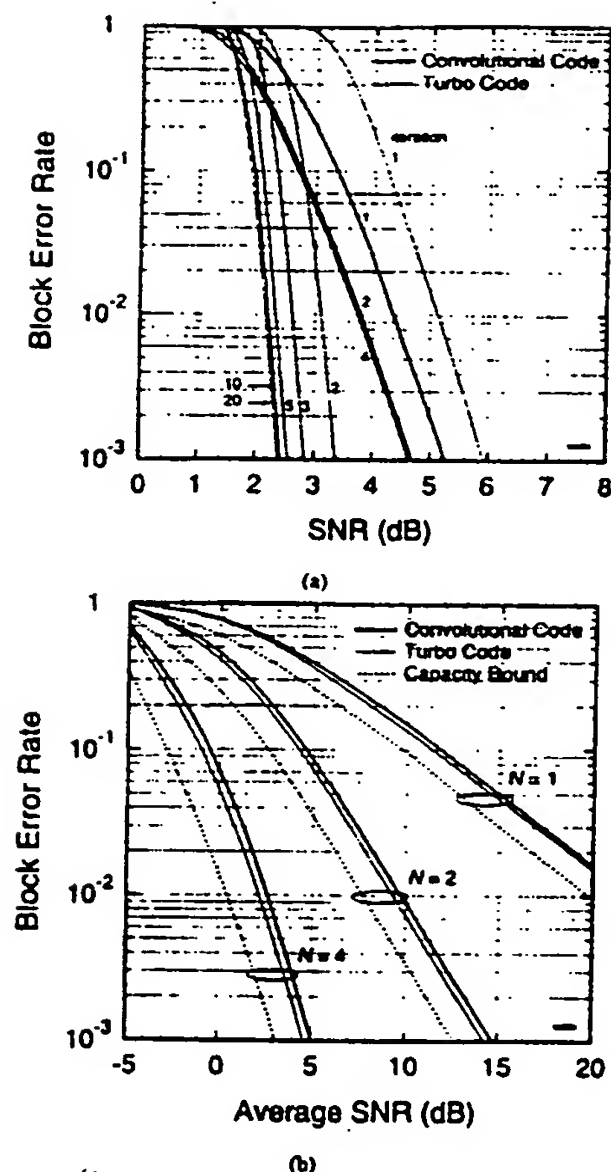 1
Convolutional Code
Turbo Code
1
10-1
1
Block Error Rate
2
10-2
4
10
20
5 3 2
10-3
0 1 2 3 4 5 6 7 8
SNR (dB)
(a)
1
Convolutional Code
Turbo Code
Capacity Bound
10-1
N = 1
Block Error Rate
10-2
N = 2
N = 4
10-3
-5 0 5 10 15 20
Average SNR (dB)
(b)